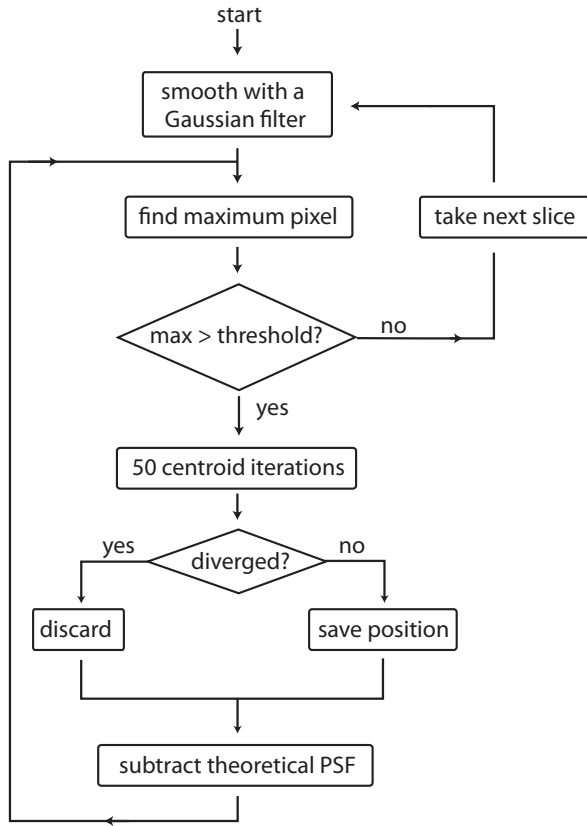 start
smooth with a
Gaussian filter
find maximum pixel
take next slice
max > threshold?
no
yes
50 centroid iterations
yes
diverged?
no
discard
save position
subtract theoretical PSF